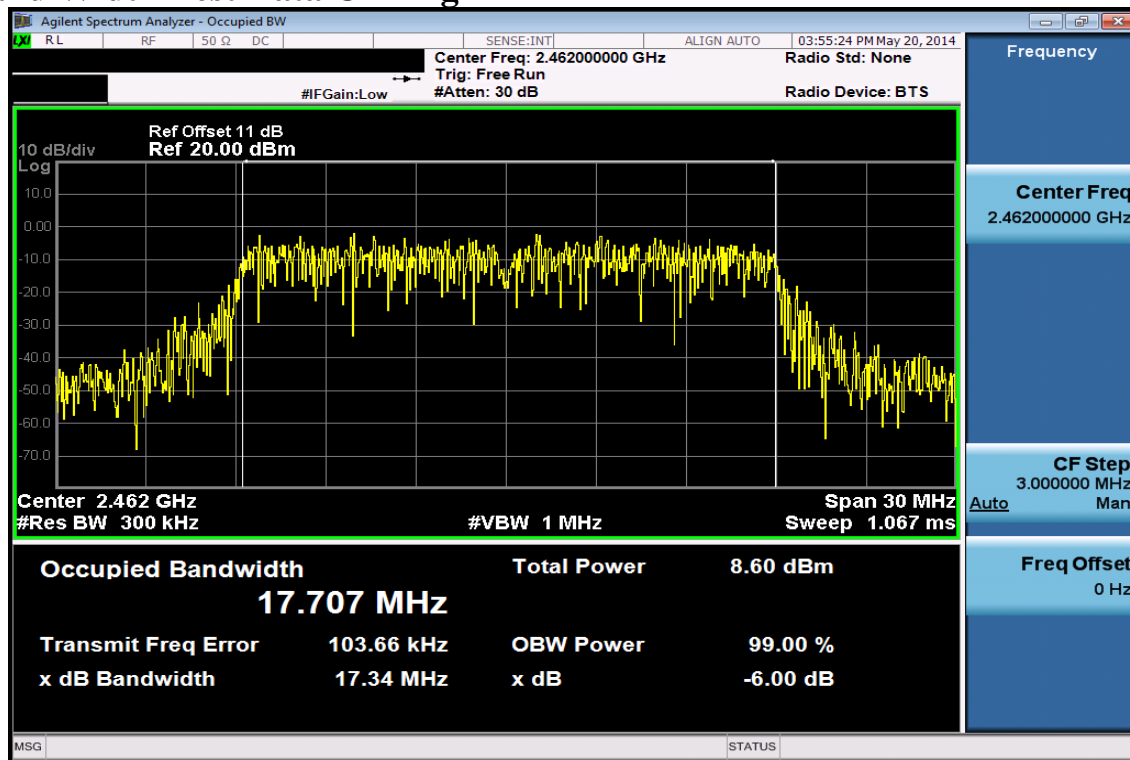 Agilent Spectrum Analyzer - Occupied BW
LXI RL RF 50 Ω DC SENSE:INT ALIGN AUTO 03:55:24 PM May 20, 2014
Center Freq: 2.462000000 GHz Radio Std: None
Trig: Free Run
#IFGain:Low #Atten: 30 dB Radio Device: BTS
Frequency
Ref Offset 11 dB
10 dB/div Ref 20.00 dBm
Log
10.0
0.00
-10.0
-20.0
-30.0
-40.0
-50.0
-60.0
-70.0
Center 2.462 GHz Span 30 MHz
#Res BW 300 kHz #VBW 1 MHz Sweep 1.067 ms
Center Freq
2.462000000 GHz
CF Step
3.000000 MHz
Auto Man
Freq Offset
0 Hz
Occupied Bandwidth Total Power 8.60 dBm
17.707 MHz
Transmit Freq Error 103.66 kHz OBW Power 99.00 %
x dB Bandwidth 17.34 MHz x dB -6.00 dB
MSG STATUS